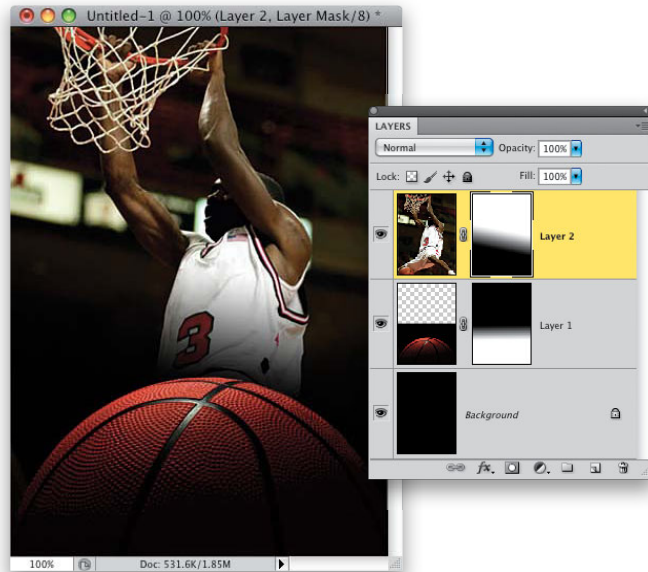 Untitled-1 @ 100% (Layer 2, Layer Mask/8) *
3
100%
Doc: 531.6K/1.85M
LAYERS
Normal
Opacity: 100%
Lock:
Fill: 100%
Layer 2
Layer 1
Background
fx.